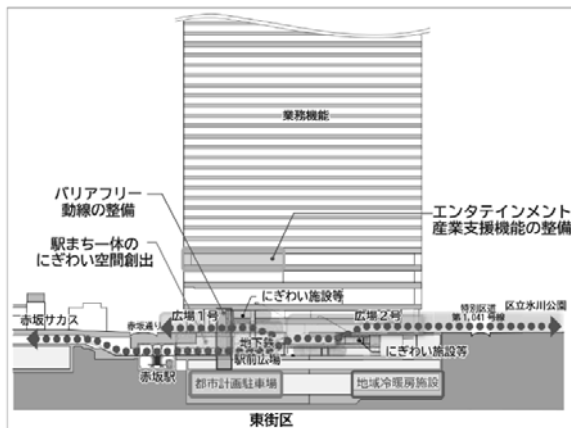 業務機能
バリアフリー
動線の整備
エンタテインメント
産業支援機能の整備
駅まち一体の
にぎわい空間創出
にぎわい施設等
赤坂サカス
赤坂通り
広場1号
広場2号
特別区道
第1,041号線
区立氷川公園
地下鉄
駅前広場
にぎわい施設等
赤坂駅
都市計画駐車場
地域冷暖房施設
東街区